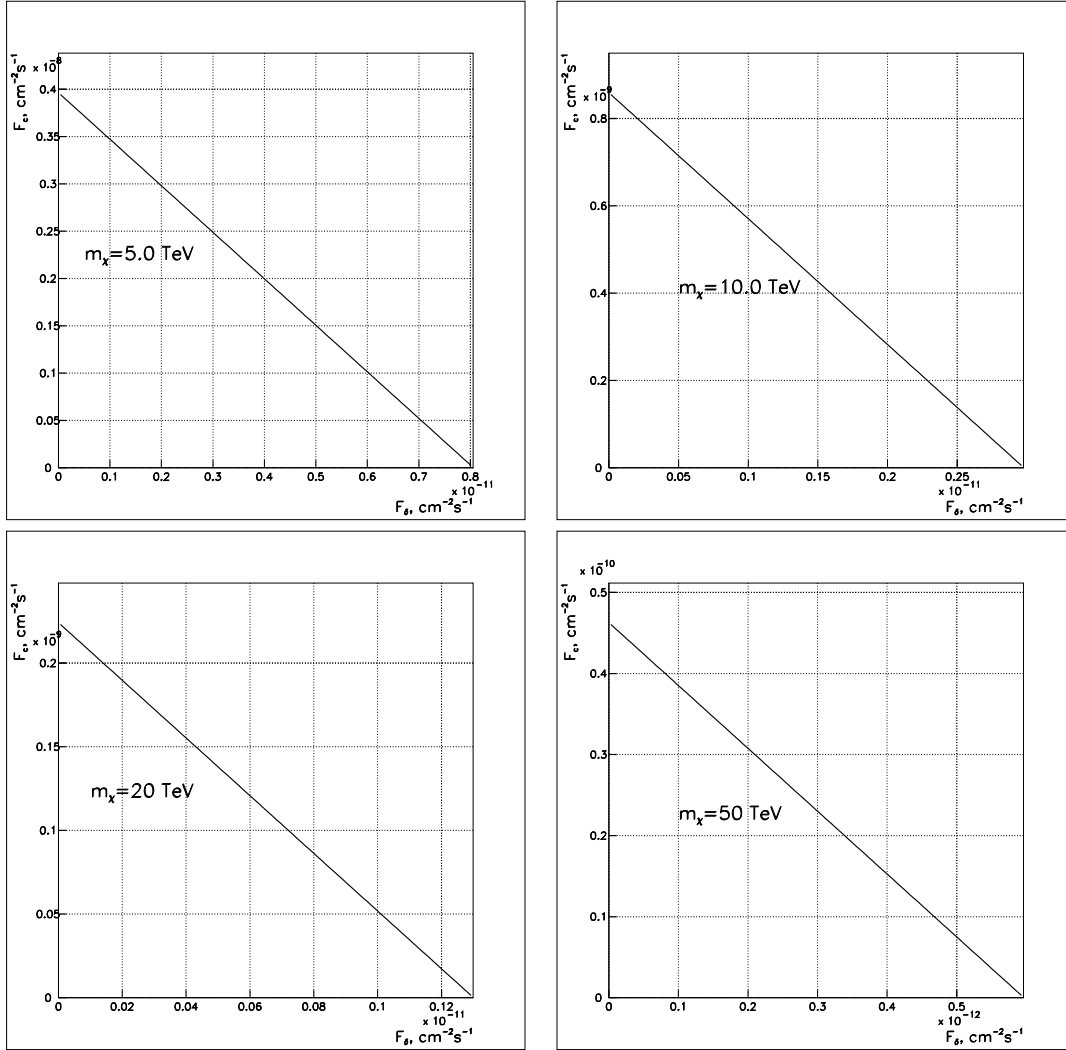 × 10⁻⁸
F_c, cm⁻²s⁻¹
0.4
0.35
0.3
0.25
0.2
0.15
0.1
0.05
0
m_χ=5.0 TeV
0 0.1 0.2 0.3 0.4 0.5 0.6 0.7 0.8
× 10⁻¹¹
F_δ, cm⁻²s⁻¹
× 10⁻⁹
F_c, cm⁻²s⁻¹
0.8
0.6
0.4
0.2
0
m_χ=10.0 TeV
0 0.05 0.1 0.15 0.2 0.25
× 10⁻¹¹
F_δ, cm⁻²s⁻¹
F_c, cm⁻²s⁻¹
× 10⁻⁹
0.2
0.15
0.1
0.05
0
m_χ=20 TeV
0 0.02 0.04 0.06 0.08 0.1 0.12
× 10⁻¹¹
F_δ, cm⁻²s⁻¹
× 10⁻¹⁰
F_c, cm⁻²s⁻¹
0.5
0.4
0.3
0.2
0.1
0
m_χ=50 TeV
0 0.1 0.2 0.3 0.4 0.5
× 10⁻¹²
F_δ, cm⁻²s⁻¹